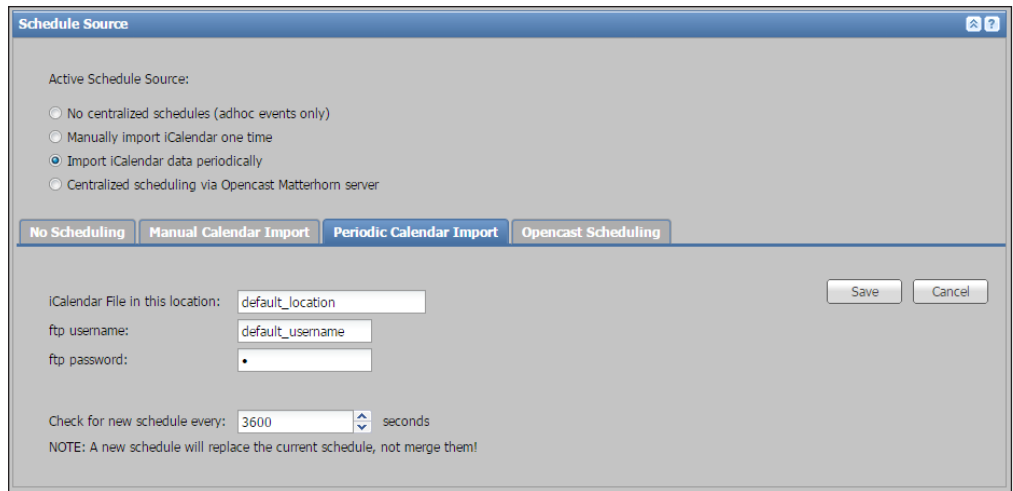 Schedule Source
?
Active Schedule Source:
No centralized schedules (adhoc events only)
Manually import iCalendar one time
Import iCalendar data periodically
Centralized scheduling via Opencast Matterhorn server
No Scheduling Manual Calendar Import Periodic Calendar Import Opencast Scheduling
iCalendar File in this location: default_location Save Cancel
ftp username: default_username
ftp password: •
Check for new schedule every: 3600 seconds
NOTE: A new schedule will replace the current schedule, not merge them!